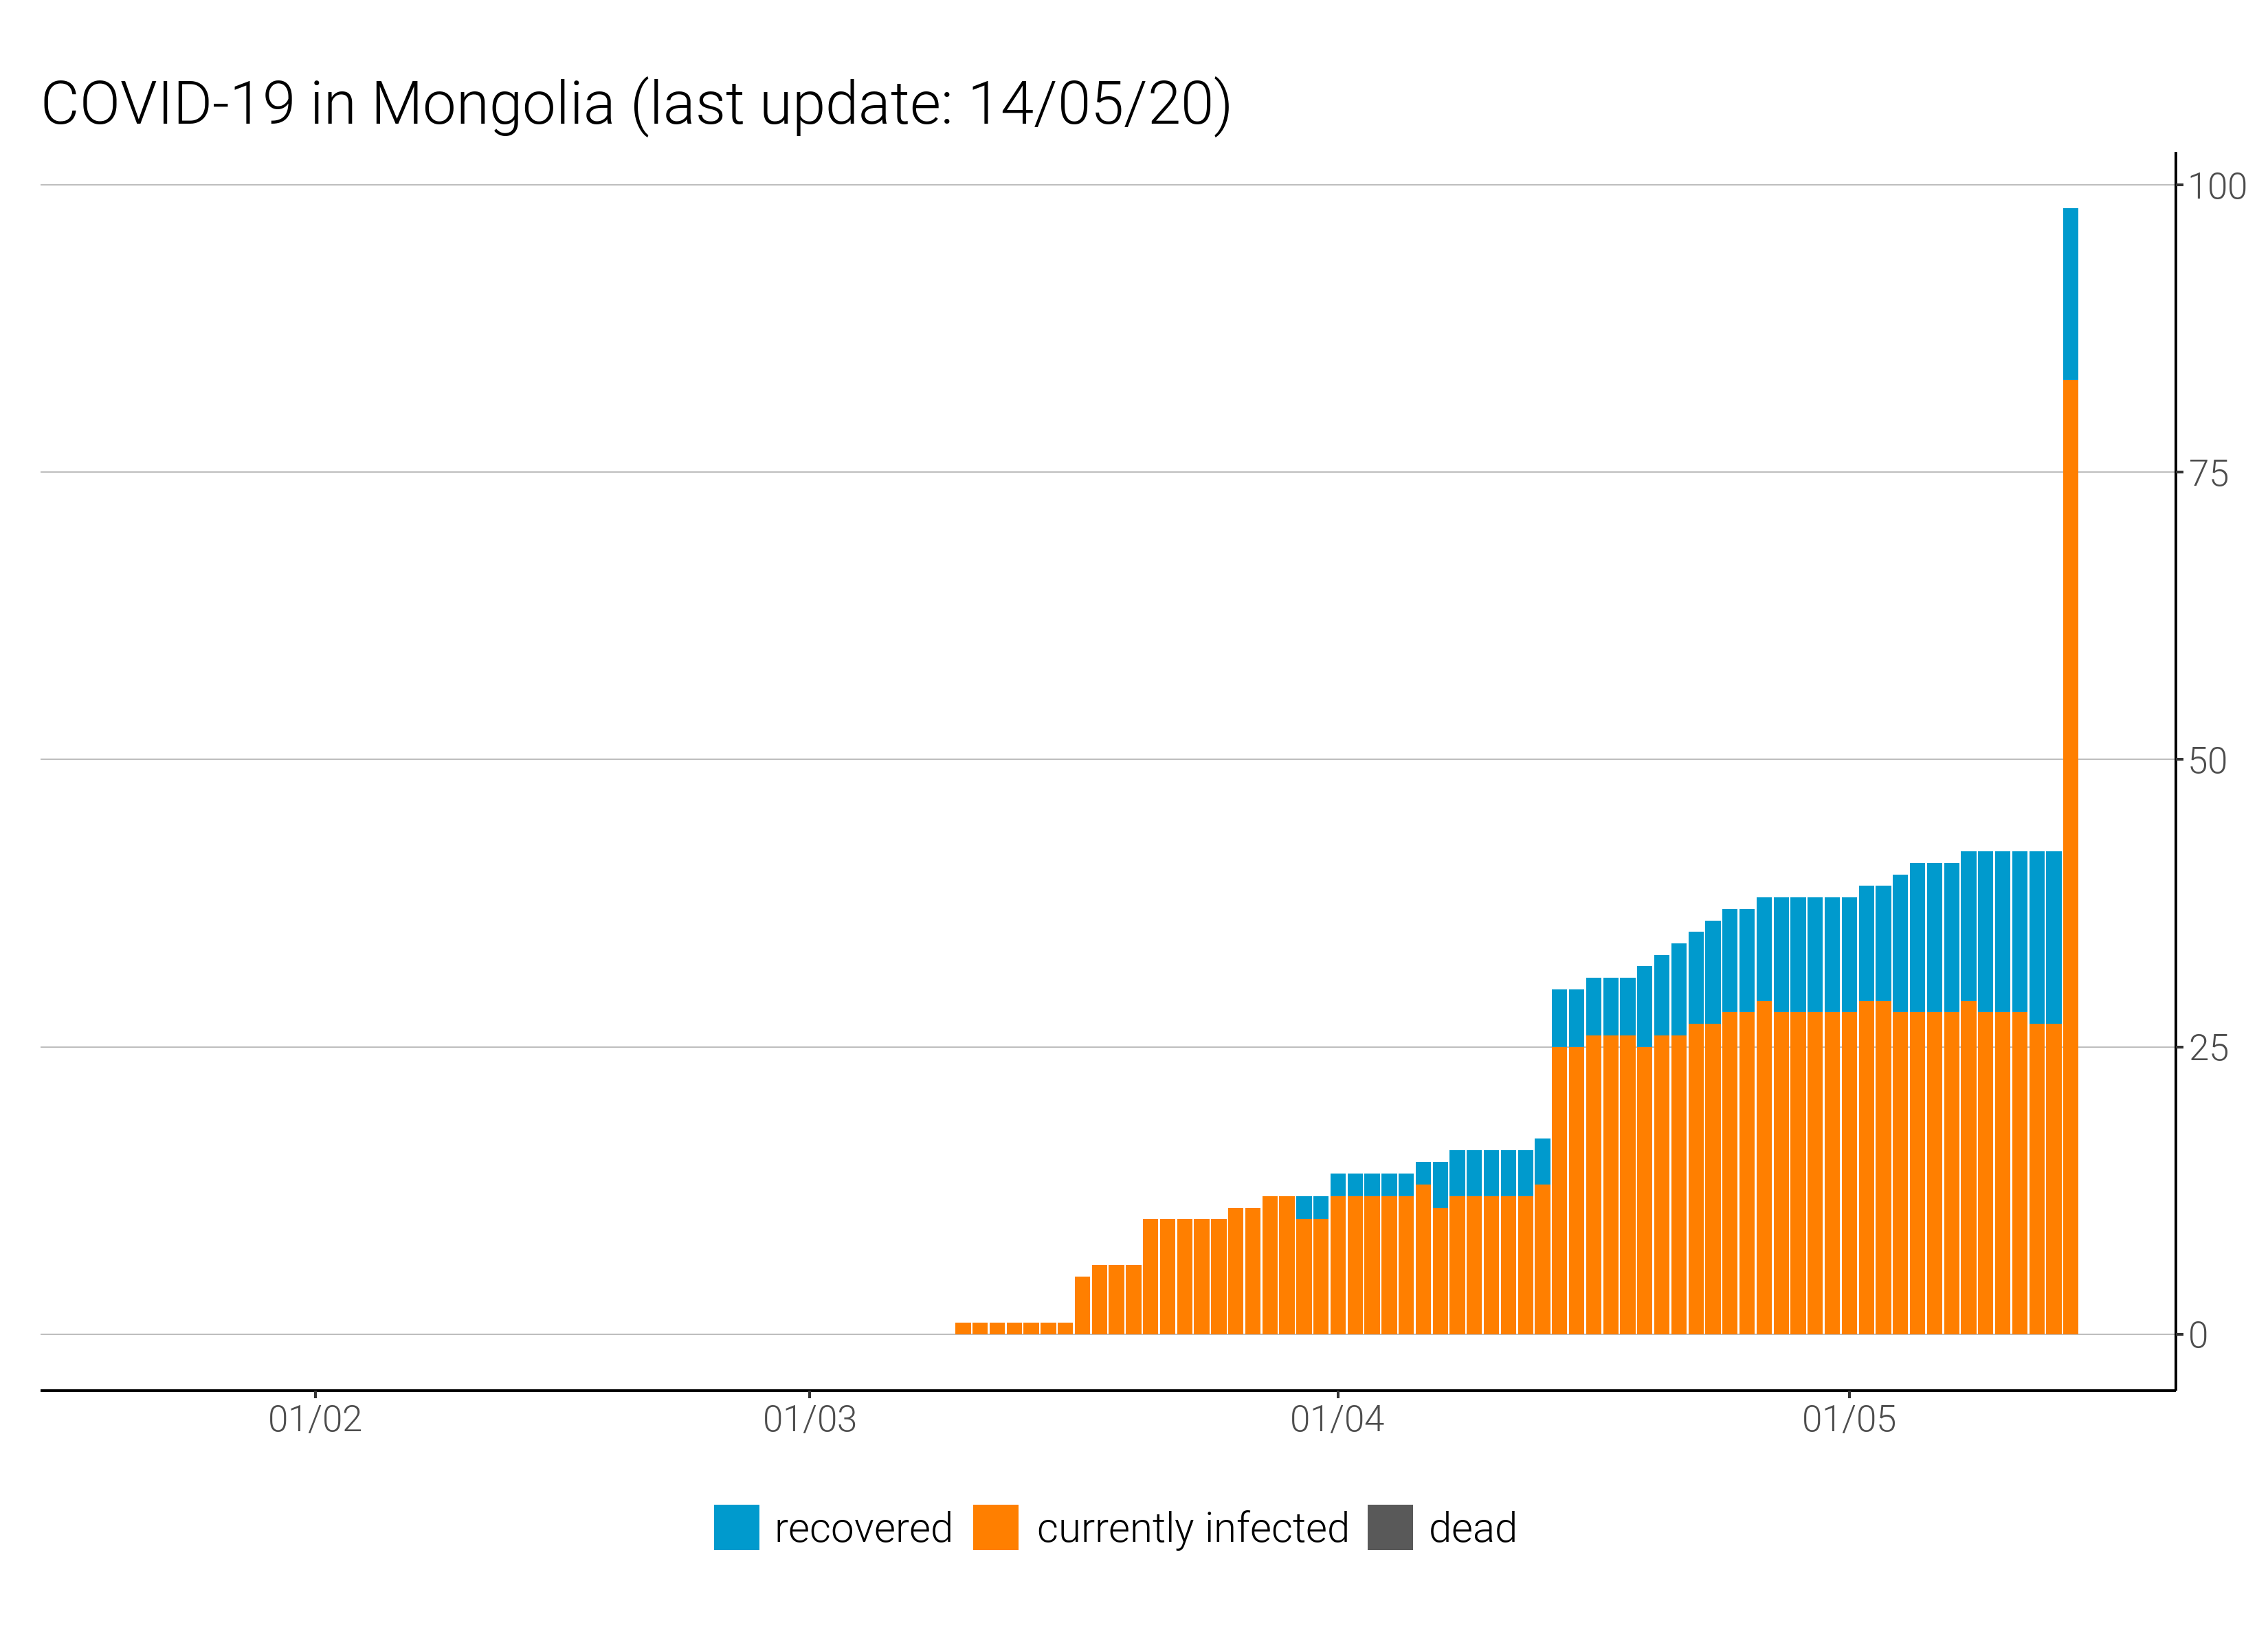 COVID-19 in Mongolia (last update: 14/05/20)
100
75
50
25
0
01/02 01/03 01/04 01/05
recovered currently infected dead